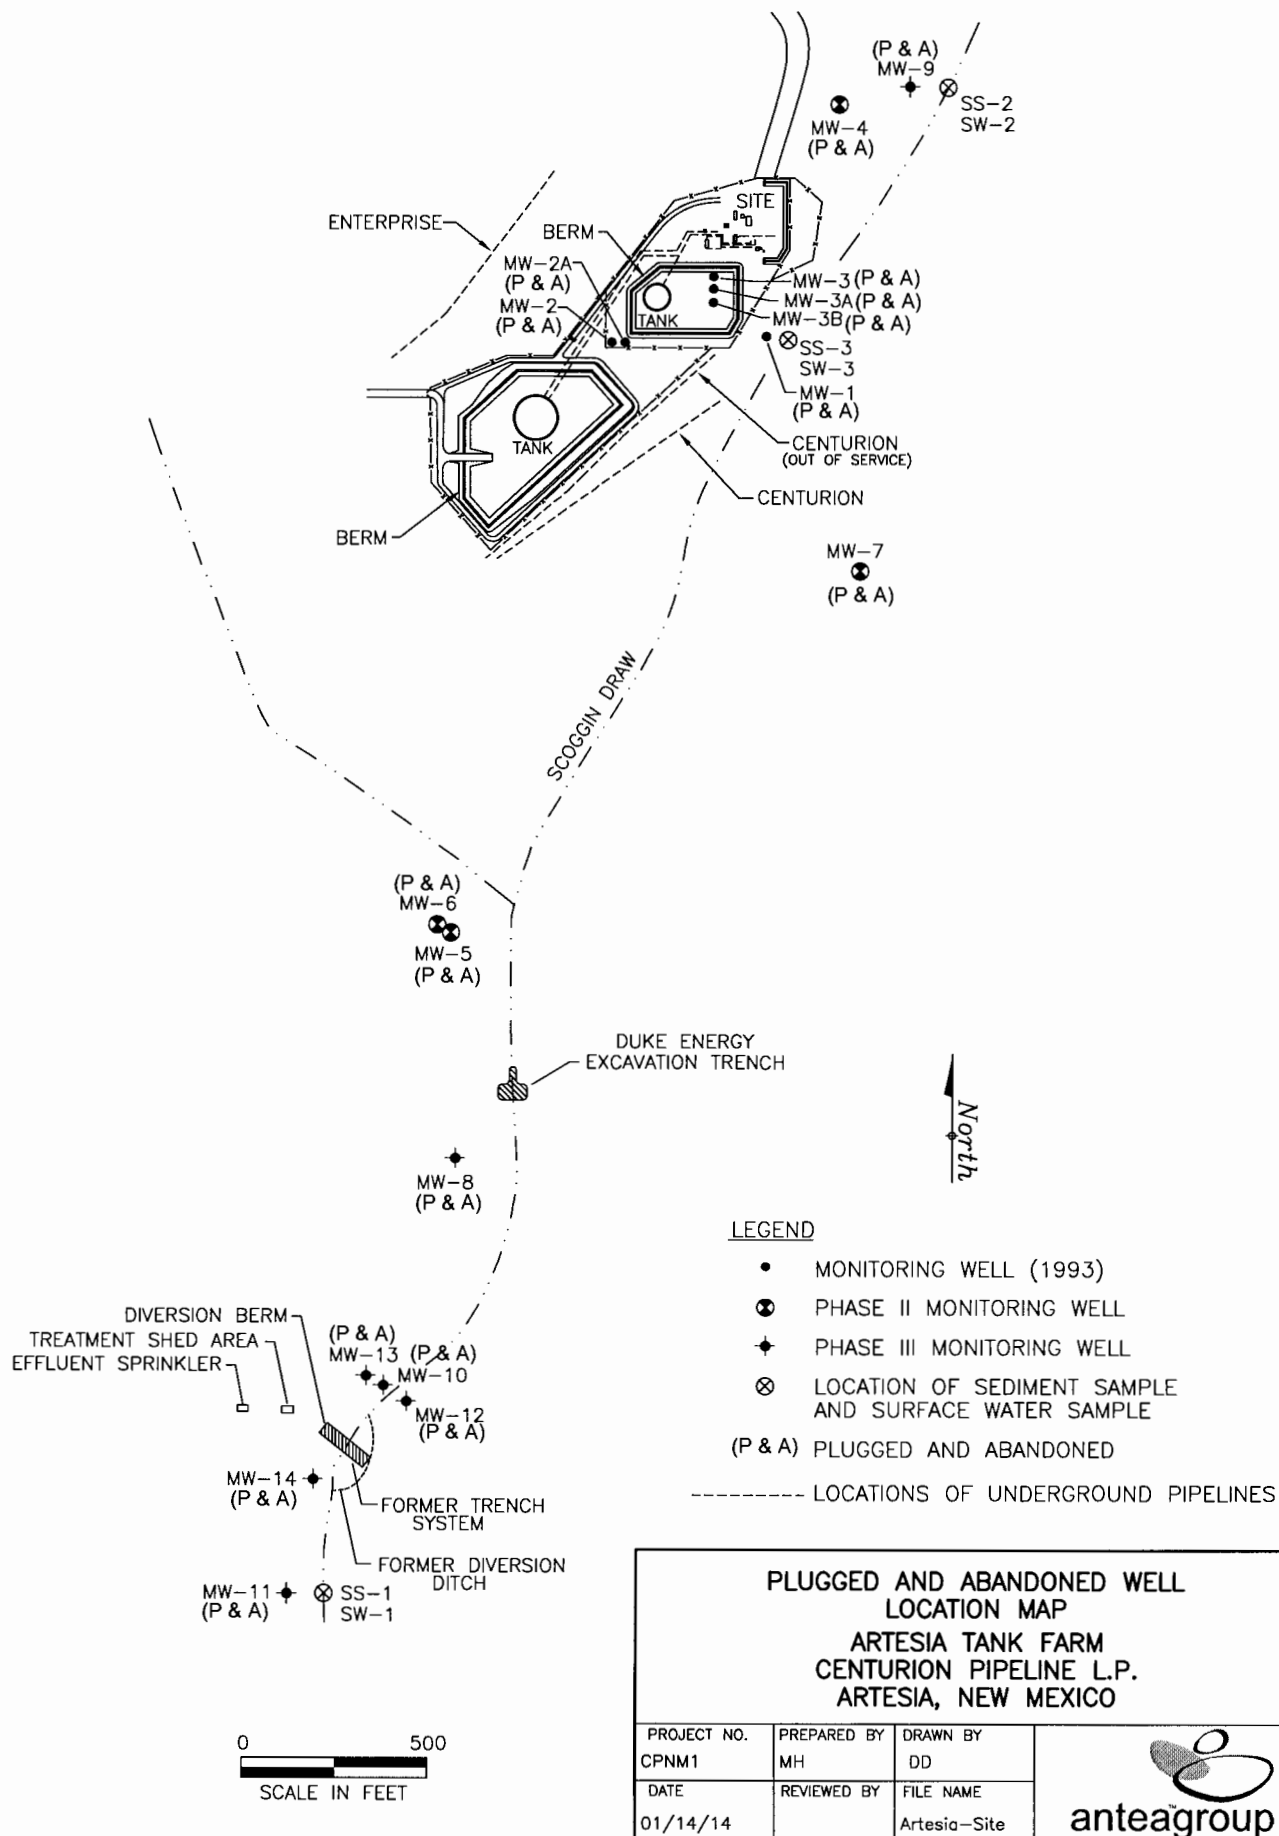 (P & A)
MW-9
SS-2
SW-2
MW-4
(P & A)
SITE
ENTERPRISE
BERM
MW-2A
(P & A)
MW-2
(P & A)
MW-3 (P & A)
MW-3A (P & A)
MW-3B (P & A)
TANK
SS-3
SW-3
MW-1
(P & A)
TANK
CENTURION
(OUT OF SERVICE)
CENTURION
BERM
MW-7
(P & A)
SCOGGIN DRAW
(P & A)
MW-6
MW-5
(P & A)
DUKE ENERGY
EXCAVATION TRENCH
North
MW-8
(P & A)
LEGEND
MONITORING WELL (1993)
PHASE II MONITORING WELL
PHASE III MONITORING WELL
LOCATION OF SEDIMENT SAMPLE
AND SURFACE WATER SAMPLE
(P & A) PLUGGED AND ABANDONED
LOCATIONS OF UNDERGROUND PIPELINES
DIVERSION BERM
TREATMENT SHED AREA
EFFLUENT SPRINKLER
(P & A)
MW-13 (P & A)
MW-10
MW-12
(P & A)
MW-14
(P & A)
FORMER TRENCH
SYSTEM
FORMER DIVERSION
DITCH
MW-11
(P & A)
SS-1
SW-1
0 500
SCALE IN FEET
PLUGGED AND ABANDONED WELL
LOCATION MAP
ARTESIA TANK FARM
CENTURION PIPELINE L.P.
ARTESIA, NEW MEXICO
PROJECT NO. PREPARED BY DRAWN BY
CPNM1 MH DD
DATE REVIEWED BY FILE NAME
01/14/14 Artesia-Site
anteagroup™